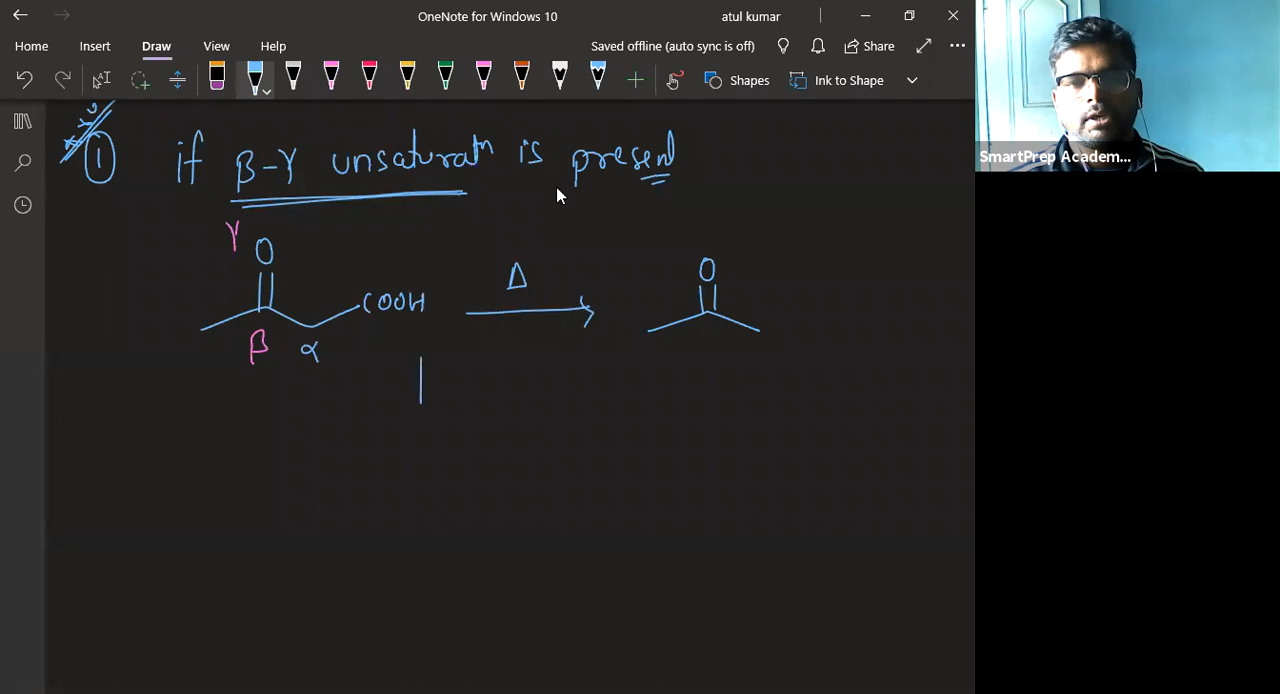 OneNote for Windows 10
atul kumar
Home Insert Draw View Help
Saved offline (auto sync is off)
Share
Shapes
Ink to Shape
① if β-γ unsaturatn is present
γ
O
COOH
Δ
O
β
α
SmartPrep Academ...